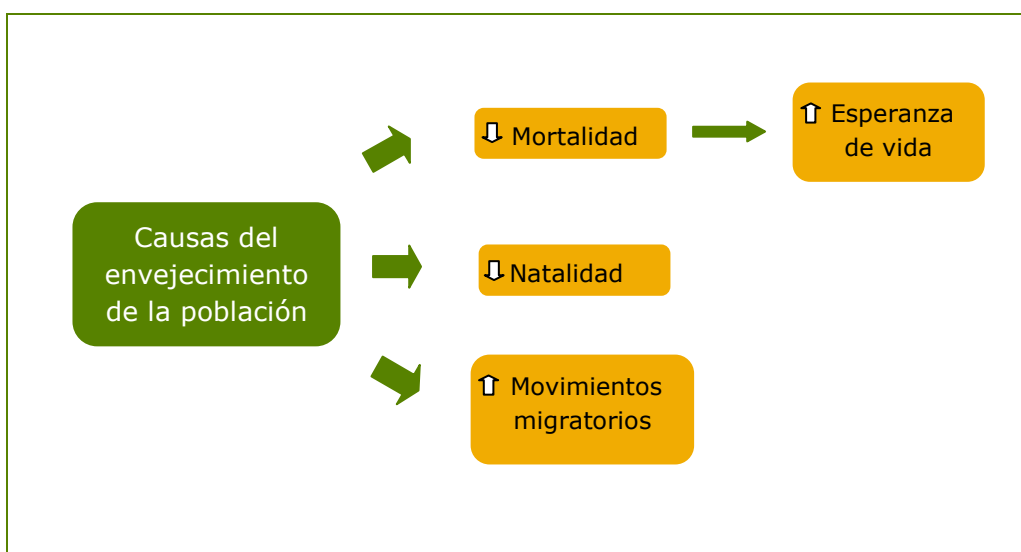 Causas del
envejecimiento
de la población
Mortalidad
Esperanza
de vida
Natalidad
Movimientos
migratorios